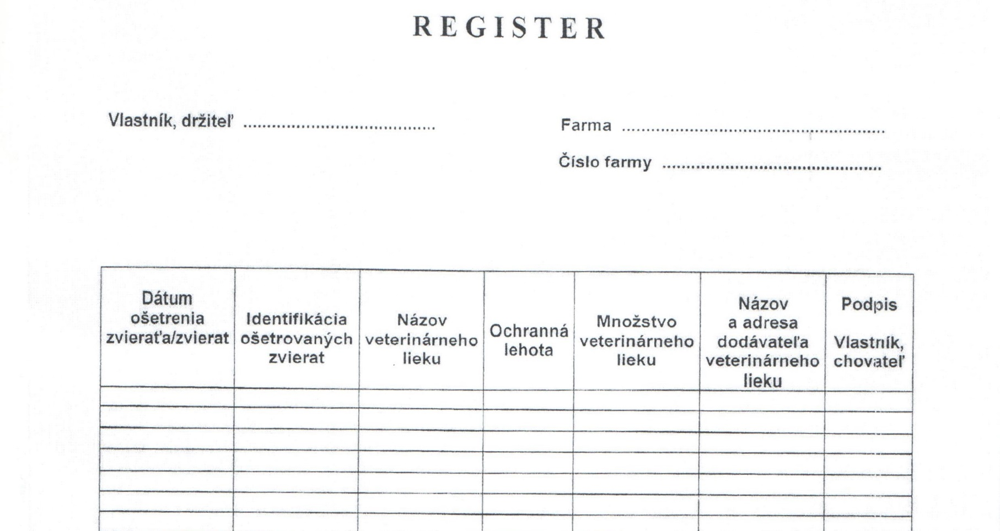 REGISTER
Vlastník, držiteľ ........................................
Farma ........................................................
Číslo farmy ...............................................
Dátum
ošetrenia
zvieraťa/zvierat
Identifikácia
ošetrovaných
zvierat
Názov
veterinárneho
lieku
Ochranná
lehota
Množstvo
veterinárneho
lieku
Názov
a adresa
dodávateľa
veterinárneho
lieku
Podpis
Vlastník,
chovateľ